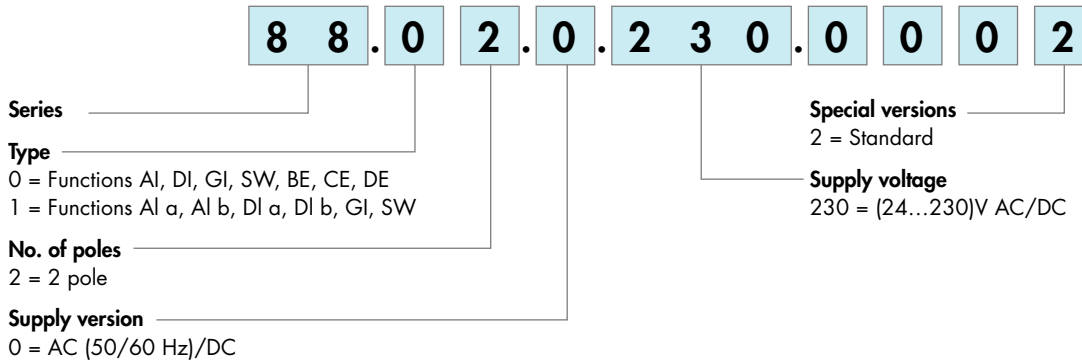 8 8 . 0 2 . 0 . 2 3 0 . 0 0 0 2
Series
Type
0 = Functions AI, DI, GI, SW, BE, CE, DE
1 = Functions AI a, AI b, DI a, DI b, GI, SW
No. of poles
2 = 2 pole
Supply version
0 = AC (50/60 Hz)/DC
Special versions
2 = Standard
Supply voltage
230 = (24...230)V AC/DC